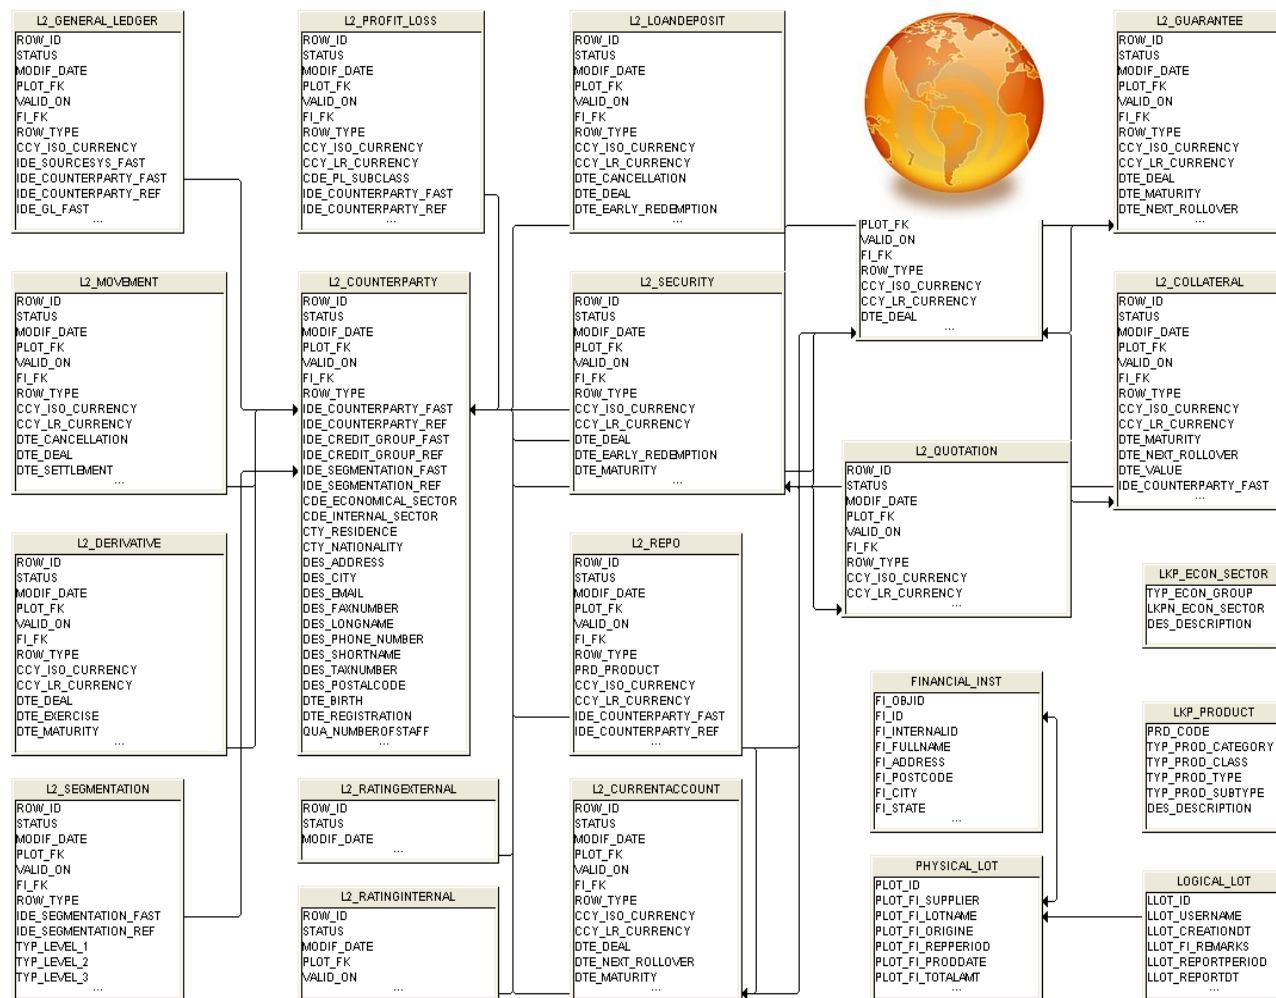 L2_GENERAL_LEDGER
ROW_ID
STATUS
MODIF_DATE
PLOT_FK
VALID_ON
FI_FK
ROW_TYPE
CCY_ISO_CURRENCY
IDE_SOURCESYS_FAST
IDE_COUNTERPARTY_FAST
IDE_COUNTERPARTY_REF
IDE_GL_FAST
...
L2_PROFIT_LOSS
ROW_ID
STATUS
MODIF_DATE
PLOT_FK
VALID_ON
FI_FK
ROW_TYPE
CCY_ISO_CURRENCY
CCY_LR_CURRENCY
CDE_PL_SUBCLASS
IDE_COUNTERPARTY_FAST
IDE_COUNTERPARTY_REF
...
L2_LOANDEPOSIT
ROW_ID
STATUS
MODIF_DATE
PLOT_FK
VALID_ON
FI_FK
ROW_TYPE
CCY_ISO_CURRENCY
CCY_LR_CURRENCY
DTE_CANCELLATION
DTE_DEAL
DTE_EARLY_REDEMPTION
...
PLOT_FK
VALID_ON
FI_FK
ROW_TYPE
CCY_ISO_CURRENCY
CCY_LR_CURRENCY
DTE_DEAL
...
L2_GUARANTEE
ROW_ID
STATUS
MODIF_DATE
PLOT_FK
VALID_ON
FI_FK
ROW_TYPE
CCY_ISO_CURRENCY
CCY_LR_CURRENCY
DTE_DEAL
DTE_MATURITY
DTE_NEXT_ROLLOVER
...
L2_MOVEMENT
ROW_ID
STATUS
MODIF_DATE
PLOT_FK
VALID_ON
FI_FK
ROW_TYPE
CCY_ISO_CURRENCY
CCY_LR_CURRENCY
DTE_CANCELLATION
DTE_DEAL
DTE_SETTLEMENT
...
L2_COUNTERPARTY
ROW_ID
STATUS
MODIF_DATE
PLOT_FK
VALID_ON
FI_FK
ROW_TYPE
IDE_COUNTERPARTY_FAST
IDE_COUNTERPARTY_REF
IDE_CREDIT_GROUP_FAST
IDE_CREDIT_GROUP_REF
IDE_SEGMENTATION_FAST
IDE_SEGMENTATION_REF
CDE_ECONOMICAL_SECTOR
CDE_INTERNAL_SECTOR
CTY_RESIDENCE
CTY_NATIONALITY
DES_ADDRESS
DES_CITY
DES_EMAIL
DES_FAXNUMBER
DES_LONGNAME
DES_PHONE_NUMBER
DES_SHORTNAME
DES_TAXNUMBER
DES_POSTALCODE
DTE_BIRTH
DTE_REGISTRATION
QUA_NUMBEROFSTAFF
...
L2_SECURITY
ROW_ID
STATUS
MODIF_DATE
PLOT_FK
VALID_ON
FI_FK
ROW_TYPE
CCY_ISO_CURRENCY
CCY_LR_CURRENCY
DTE_DEAL
DTE_EARLY_REDEMPTION
DTE_MATURITY
...
L2_COLLATERAL
ROW_ID
STATUS
MODIF_DATE
PLOT_FK
VALID_ON
FI_FK
ROW_TYPE
CCY_ISO_CURRENCY
CCY_LR_CURRENCY
DTE_MATURITY
DTE_NEXT_ROLLOVER
DTE_VALUE
IDE_COUNTERPARTY_FAST
...
L2_QUOTATION
ROW_ID
STATUS
MODIF_DATE
PLOT_FK
VALID_ON
FI_FK
ROW_TYPE
CCY_ISO_CURRENCY
CCY_LR_CURRENCY
...
L2_DERIVATIVE
ROW_ID
STATUS
MODIF_DATE
PLOT_FK
VALID_ON
FI_FK
ROW_TYPE
CCY_ISO_CURRENCY
CCY_LR_CURRENCY
DTE_DEAL
DTE_EXERCISE
DTE_MATURITY
...
L2_REPO
ROW_ID
STATUS
MODIF_DATE
PLOT_FK
VALID_ON
FI_FK
ROW_TYPE
PRD_PRODUCT
CCY_ISO_CURRENCY
CCY_LR_CURRENCY
IDE_COUNTERPARTY_FAST
IDE_COUNTERPARTY_REF
...
LKP_ECON_SECTOR
TYP_ECON_GROUP
LKPN_ECON_SECTOR
DES_DESCRIPTION
FINANCIAL_INST
FI_OBJID
FI_ID
FI_INTERNALID
FI_FULLNAME
FI_ADDRESS
FI_POSTCODE
FI_CITY
FI_STATE
...
LKP_PRODUCT
PRD_CODE
TYP_PROD_CATEGORY
TYP_PROD_CLASS
TYP_PROD_TYPE
TYP_PROD_SUBTYPE
DES_DESCRIPTION
L2_SEGMENTATION
ROW_ID
STATUS
MODIF_DATE
PLOT_FK
VALID_ON
FI_FK
ROW_TYPE
IDE_SEGMENTATION_FAST
IDE_SEGMENTATION_REF
TYP_LEVEL_1
TYP_LEVEL_2
TYP_LEVEL_3
...
L2_RATINGEXTERNAL
ROW_ID
STATUS
MODIF_DATE
...
L2_RATINGINTERNAL
ROW_ID
STATUS
MODIF_DATE
PLOT_FK
VALID_ON
...
L2_CURRENTACCOUNT
ROW_ID
STATUS
MODIF_DATE
PLOT_FK
VALID_ON
FI_FK
ROW_TYPE
CCY_ISO_CURRENCY
CCY_LR_CURRENCY
DTE_DEAL
DTE_NEXT_ROLLOVER
DTE_MATURITY
...
PHYSICAL_LOT
PLOT_ID
PLOT_FI_SUPPLIER
PLOT_FI_LOTNAME
PLOT_FI_ORIGINE
PLOT_FI_REPPERIOD
PLOT_FI_PRODDATE
PLOT_FI_TOTALAMT
...
LOGICAL_LOT
LLOT_ID
LLOT_USERNAME
LLOT_CREATIONDT
LLOT_FI_REMARKS
LLOT_REPORTPERIOD
LLOT_REPORTDT
...